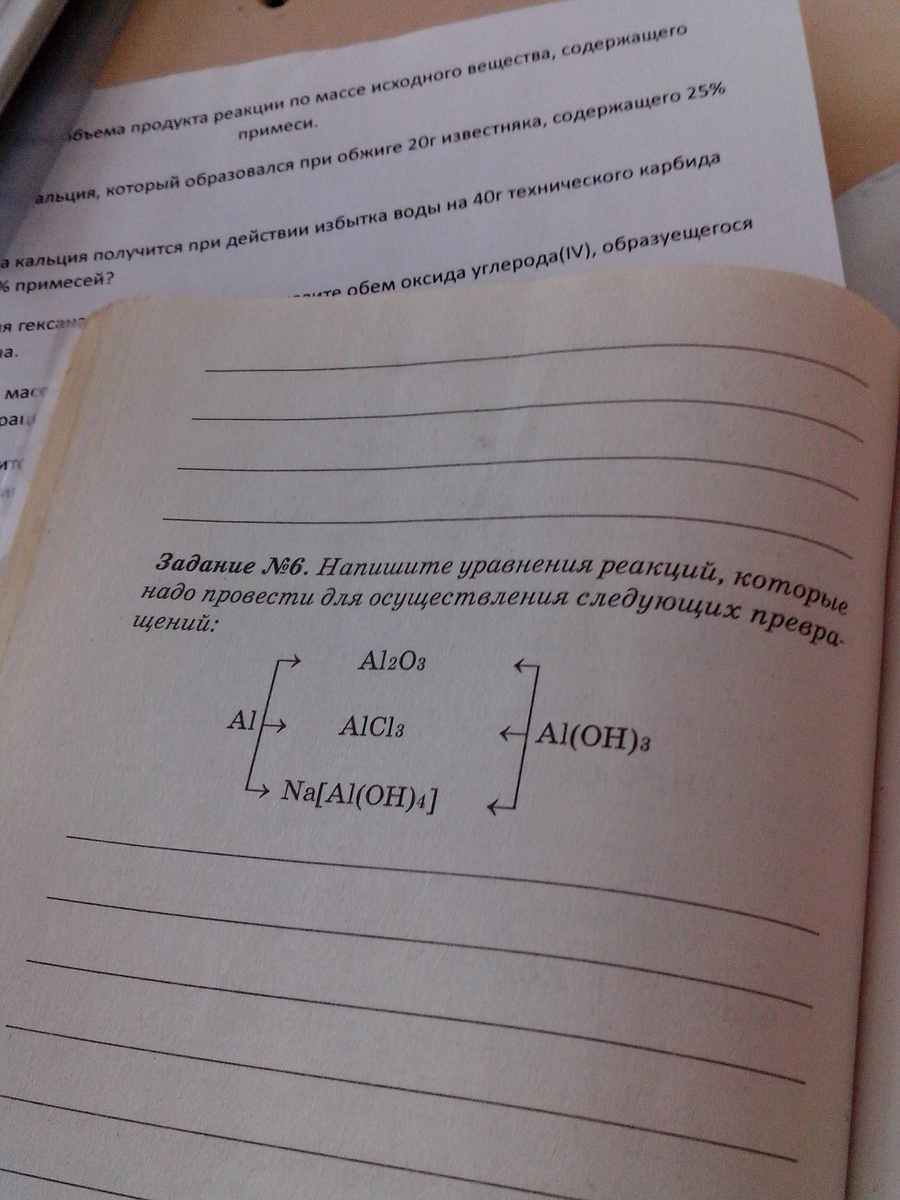 объема продукта реакции по массе исходного вещества, содержащего
примеси.
альция, который образовался при обжиге 20г известняка, содержащего 25%
а кальция получится при действии избытка воды на 40г технического карбида
% примесей?
обем оксида углерода(IV), образуещегося
я гексана
на.
масс
Задание №6. Напишите уравнения реакций, которые
надо провести для осуществления следующих превра-
щений:
Al2O3
Al AlCl3 Al(OH)3
Na[Al(OH)4]